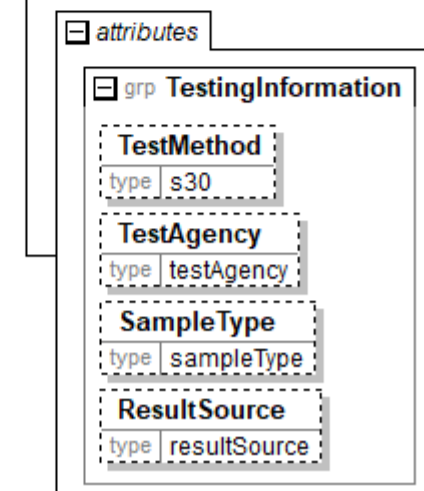 attributes
grp TestingInformation
TestMethod
type s30
TestAgency
type testAgency
SampleType
type sampleType
ResultSource
type resultSource